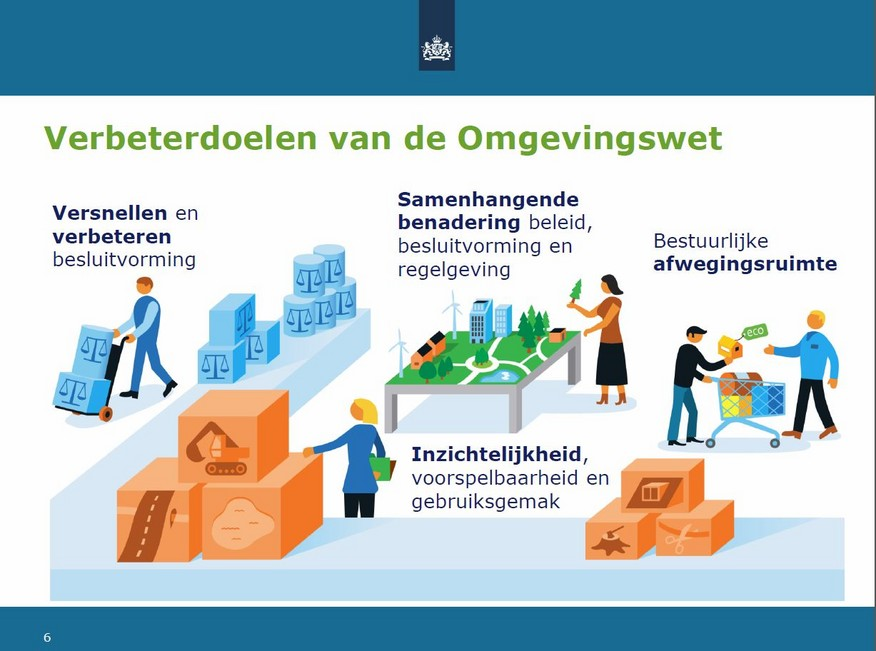 Verbeterdoelen van de Omgevingswet
Versnellen en
verbeteren
besluitvorming
Samenhangende
benadering beleid,
besluitvorming en
regelgeving
Bestuurlijke
afwegingsruimte
eco
Inzichtelijkheid,
voorspelbaarheid en
gebruiksgemak
6